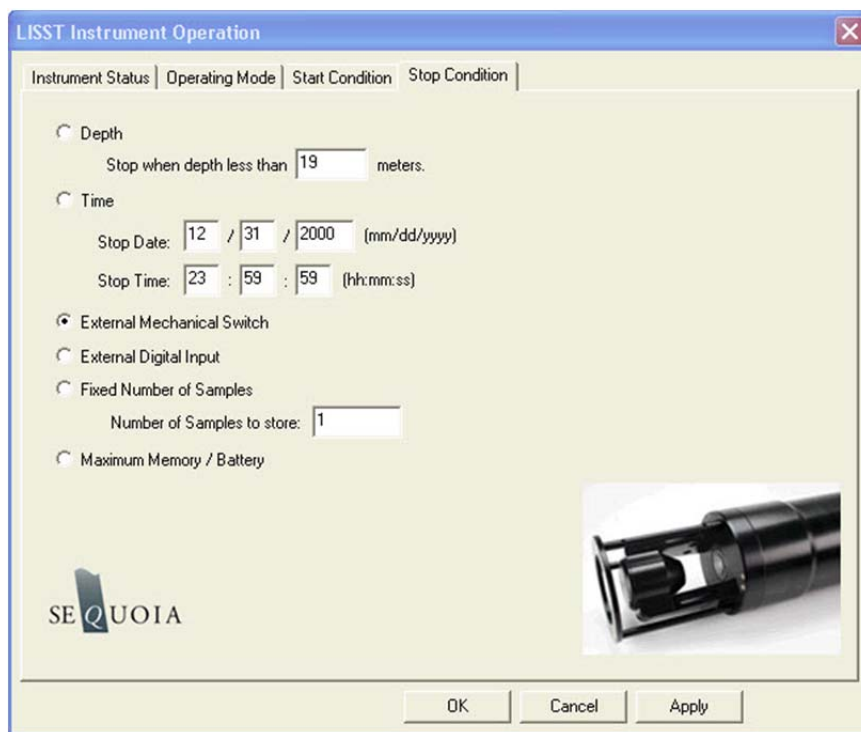 LISST Instrument Operation
Instrument Status Operating Mode Start Condition Stop Condition
Depth
Stop when depth less than 19 meters.
Time
Stop Date: 12 / 31 / 2000 (mm/dd/yyyy)
Stop Time: 23 : 59 : 59 (hh:mm:ss)
External Mechanical Switch
External Digital Input
Fixed Number of Samples
Number of Samples to store: 1
Maximum Memory / Battery
SEQUOIA
OK Cancel Apply